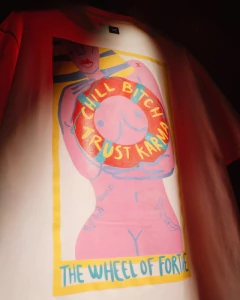 CHILL BITCH
TRUST KARMA
THE WHEEL OF FORTUNE